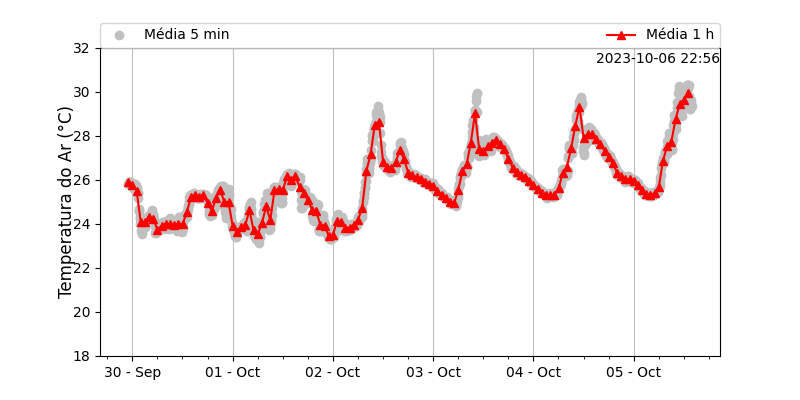 Média 5 min
Média 1 h
2023-10-06 22:56
Temperatura do Ar (°C)
32
30
28
26
24
22
20
18
30 - Sep
01 - Oct
02 - Oct
03 - Oct
04 - Oct
05 - Oct